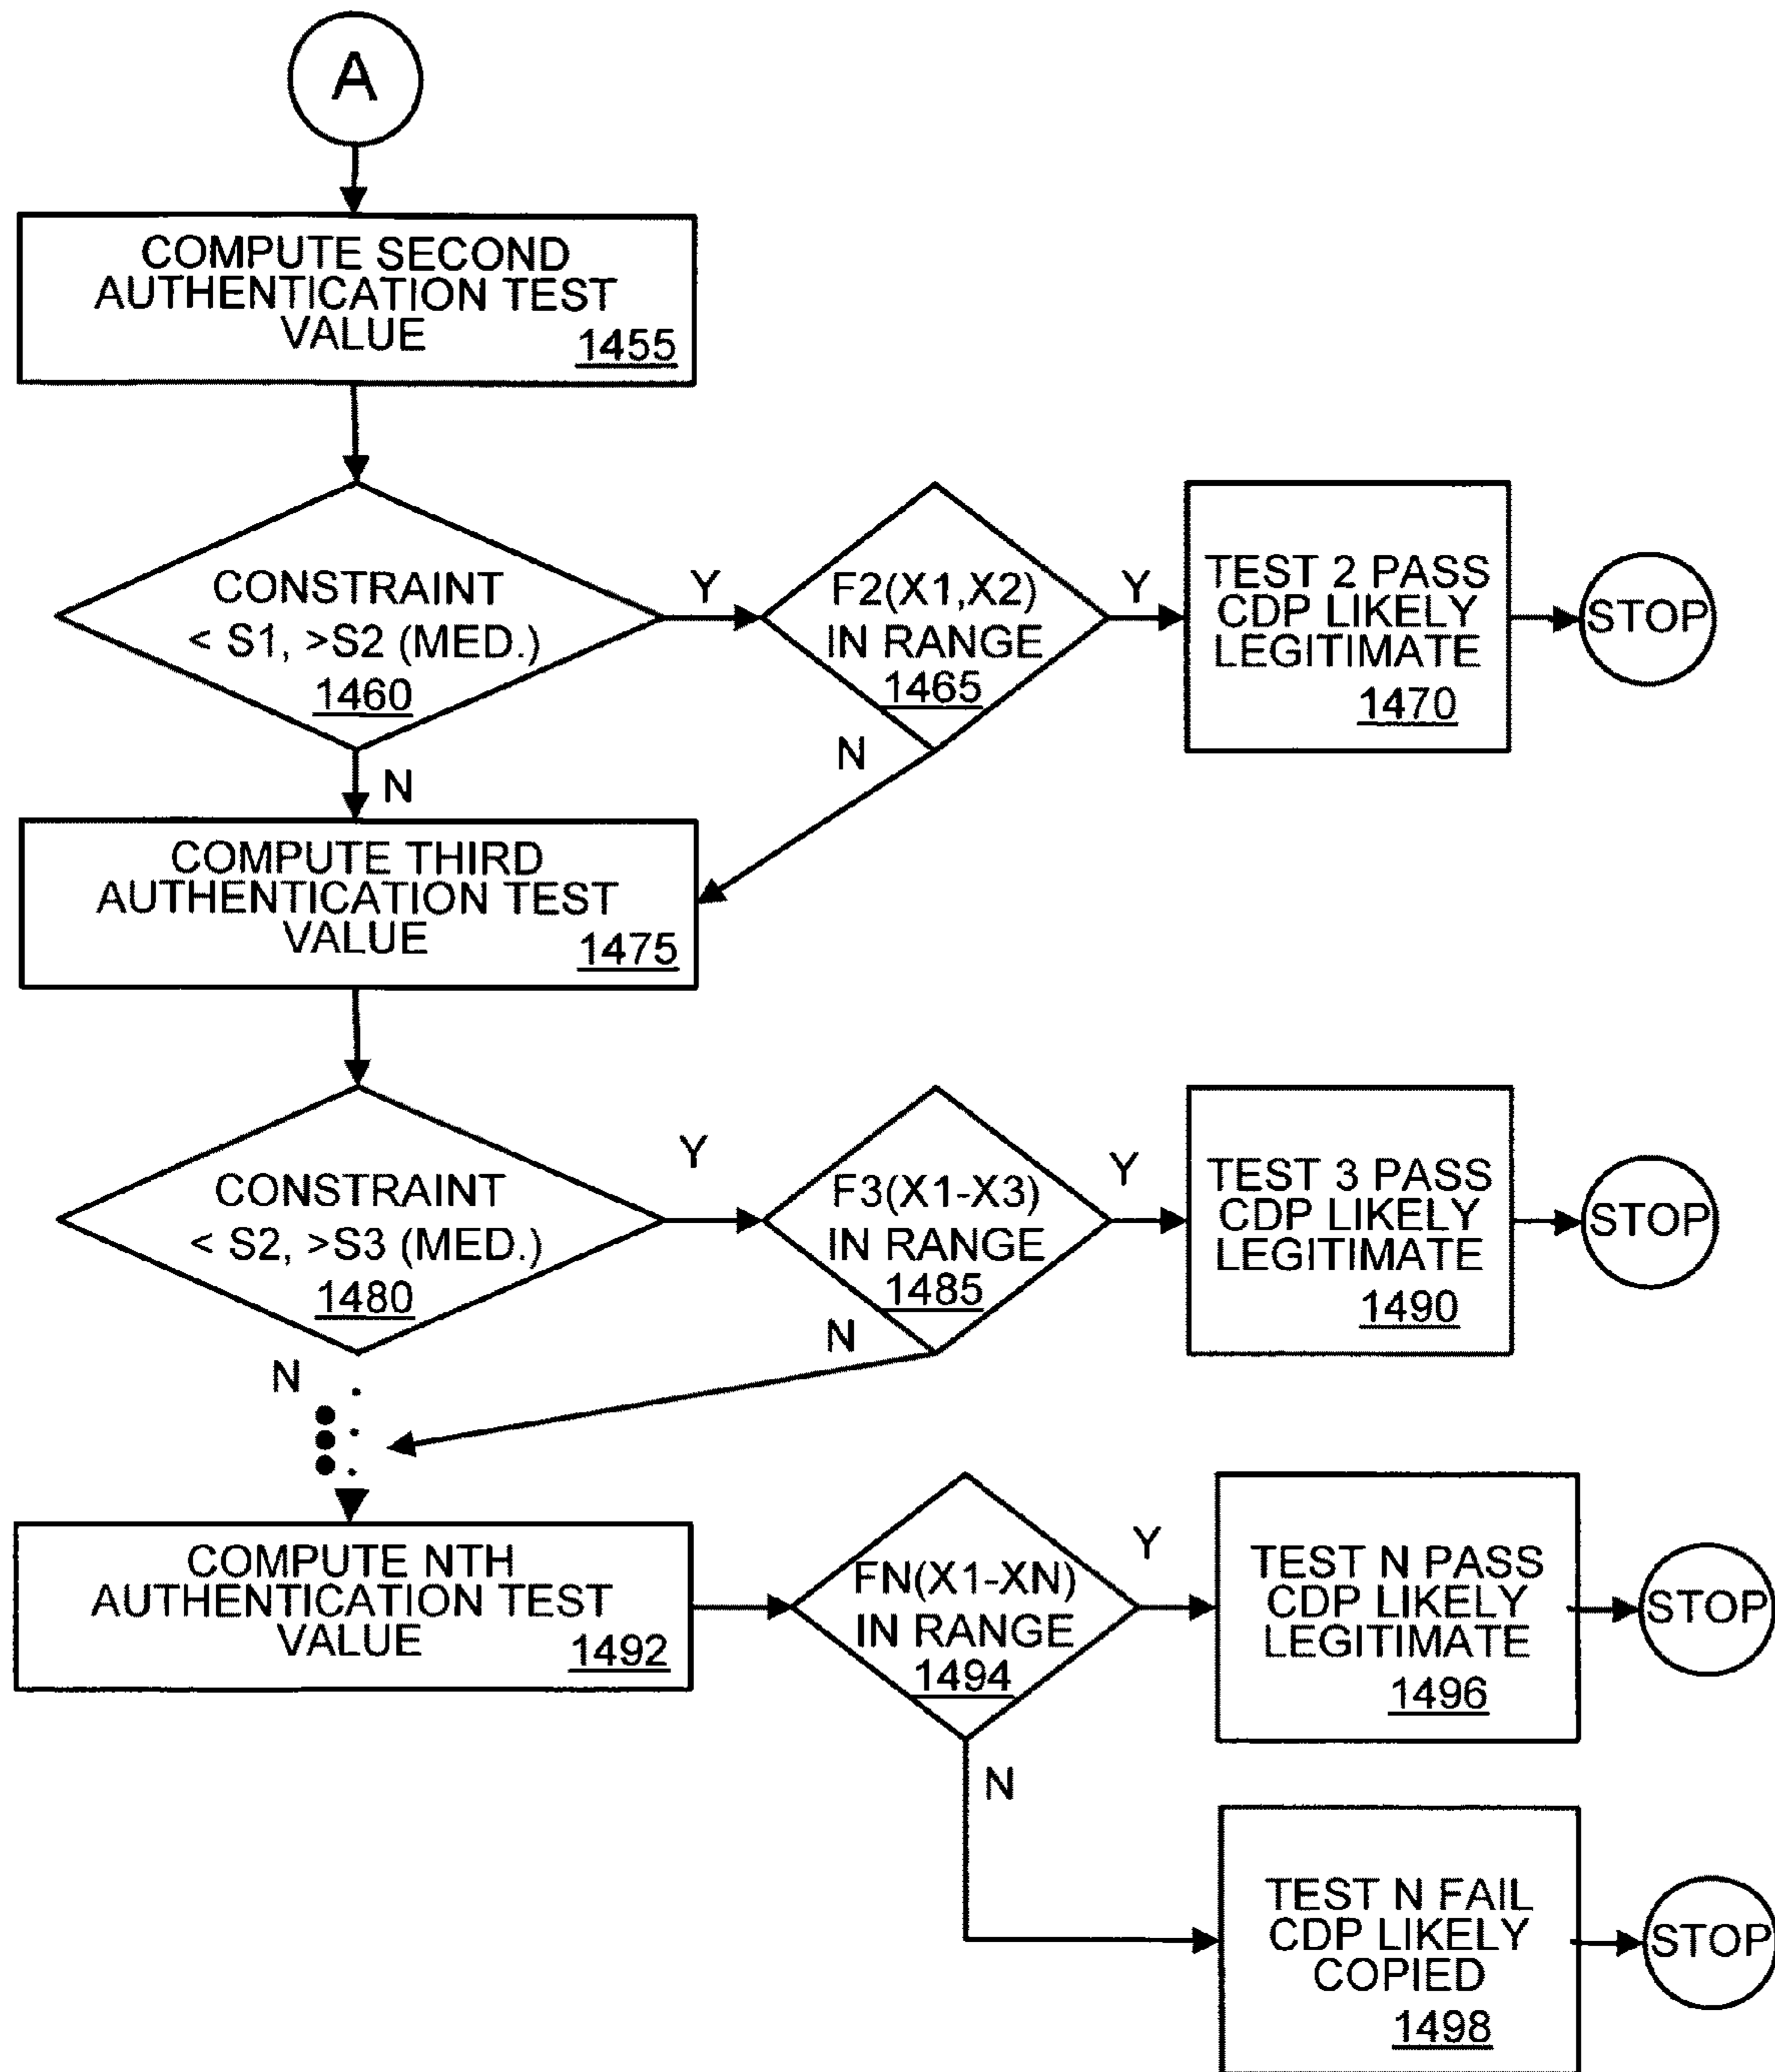 A
COMPUTE SECOND
AUTHENTICATION TEST
VALUE
1455
CONSTRAINT
< S1, >S2 (MED.)
1460
Y
F2(X1,X2)
IN RANGE
1465
Y
TEST 2 PASS
CDP LIKELY
LEGITIMATE
1470
STOP
N
N
COMPUTE THIRD
AUTHENTICATION TEST
VALUE
1475
CONSTRAINT
< S2, >S3 (MED.)
1480
Y
F3(X1-X3)
IN RANGE
1485
Y
TEST 3 PASS
CDP LIKELY
LEGITIMATE
1490
STOP
N
N
COMPUTE NTH
AUTHENTICATION TEST
VALUE
1492
FN(X1-XN)
IN RANGE
1494
Y
TEST N PASS
CDP LIKELY
LEGITIMATE
1496
STOP
N
TEST N FAIL
CDP LIKELY
COPIED
1498
STOP